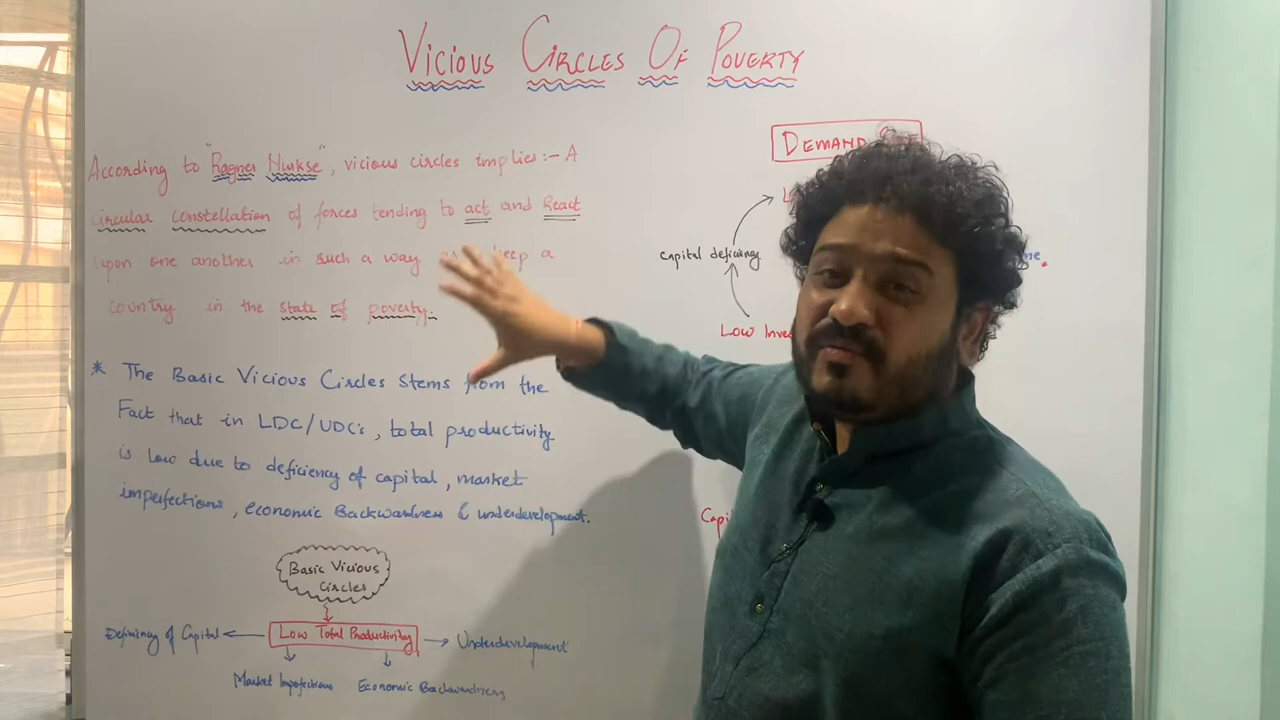 Vicious Circles Of Poverty
According to "Ragner Nurkse", vicious circles implies:- A
circular constellation of forces tending to act and React
upon one another in such a way keep a
country in the state of poverty.
* The Basic Vicious Circles Stems from the
Fact that in LDC/UDC's, total productivity
is low due to deficiency of capital, market
imperfections, economic Backwardness & underdevelopment.
Basic Vicious
Circles
Low Total Productivity
Deficiency of Capital
Underdevelopment
Market Imperfections
Economic Backwardness
DEMAND
capital deficiency
Low